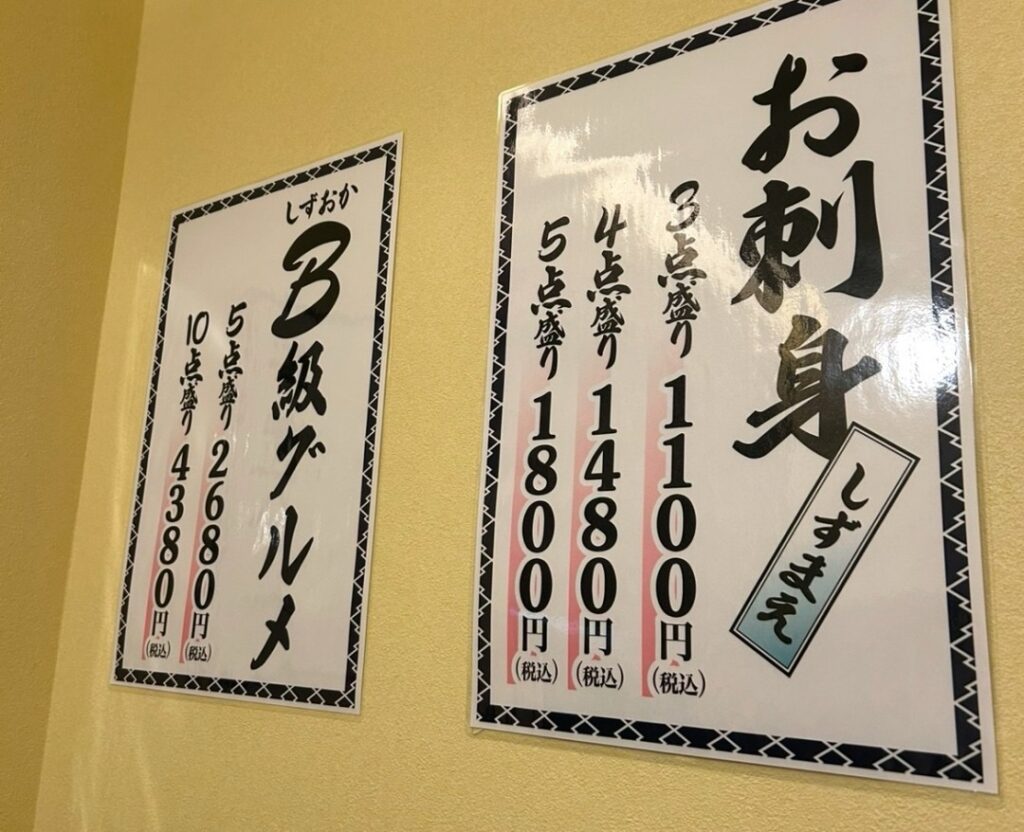 お刺身
しずまえ
3点盛り 1100円(税込)
4点盛り 1480円(税込)
5点盛り 1800円(税込)
しずおか
B級グルメ
5点盛り 2680円(税込)
10点盛り 4380円(税込)